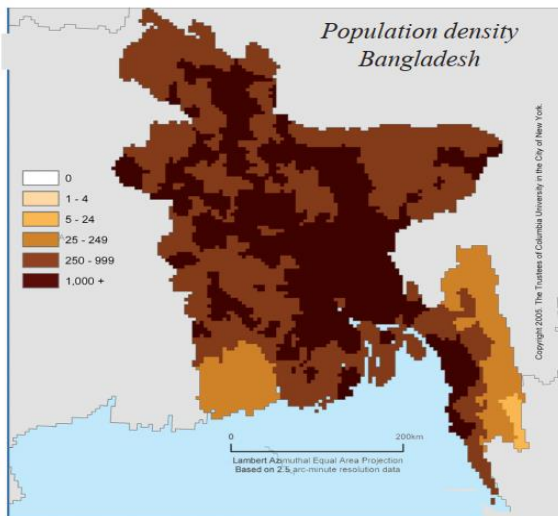 Population density
Bangladesh
0
1 - 4
5 - 24
25 - 249
250 - 999
1,000 +
Copyright 2005. The Trustees of Columbia University in the City of New York.
0
200km
Lambert Azimuthal Equal Area Projection
Based on 2.5 arc-minute resolution data